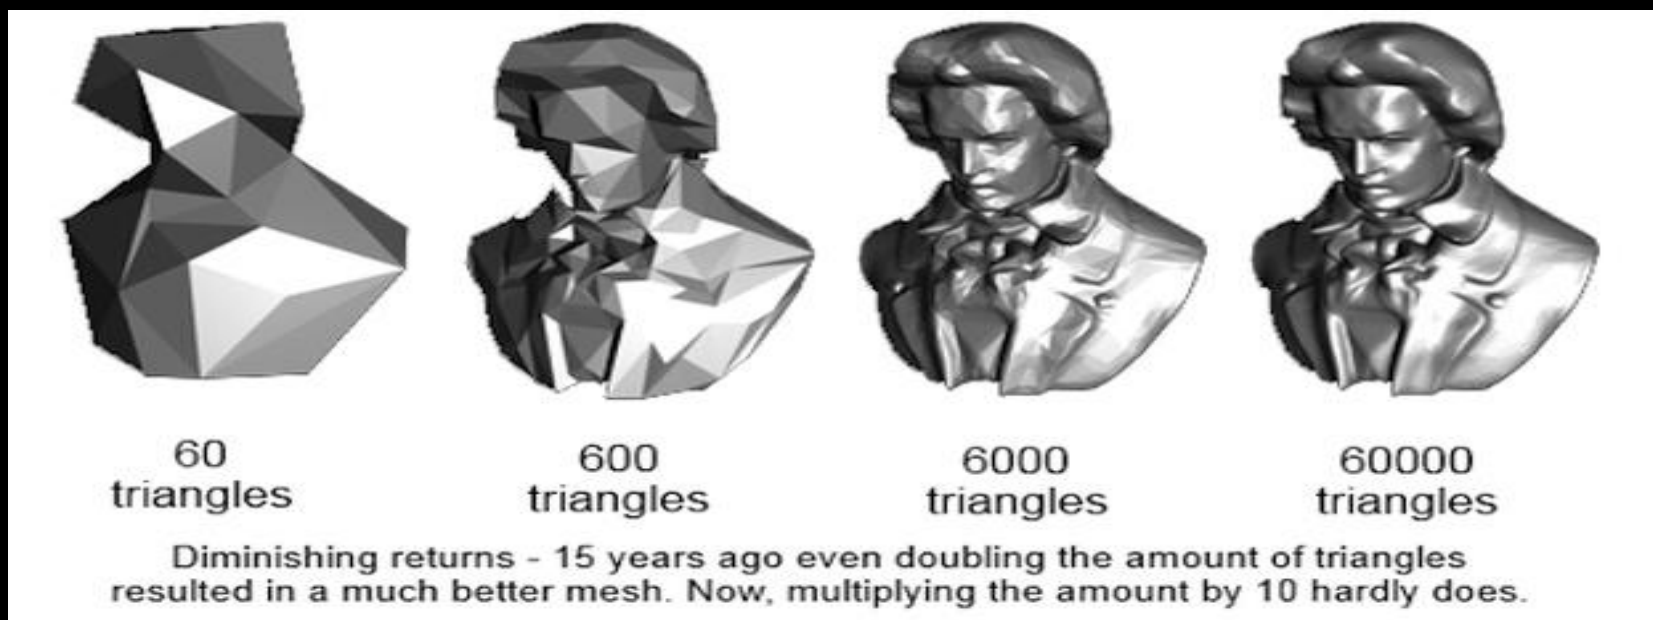 60
triangles
600
triangles
6000
triangles
60000
triangles
Diminishing returns - 15 years ago even doubling the amount of triangles
resulted in a much better mesh. Now, multiplying the amount by 10 hardly does.